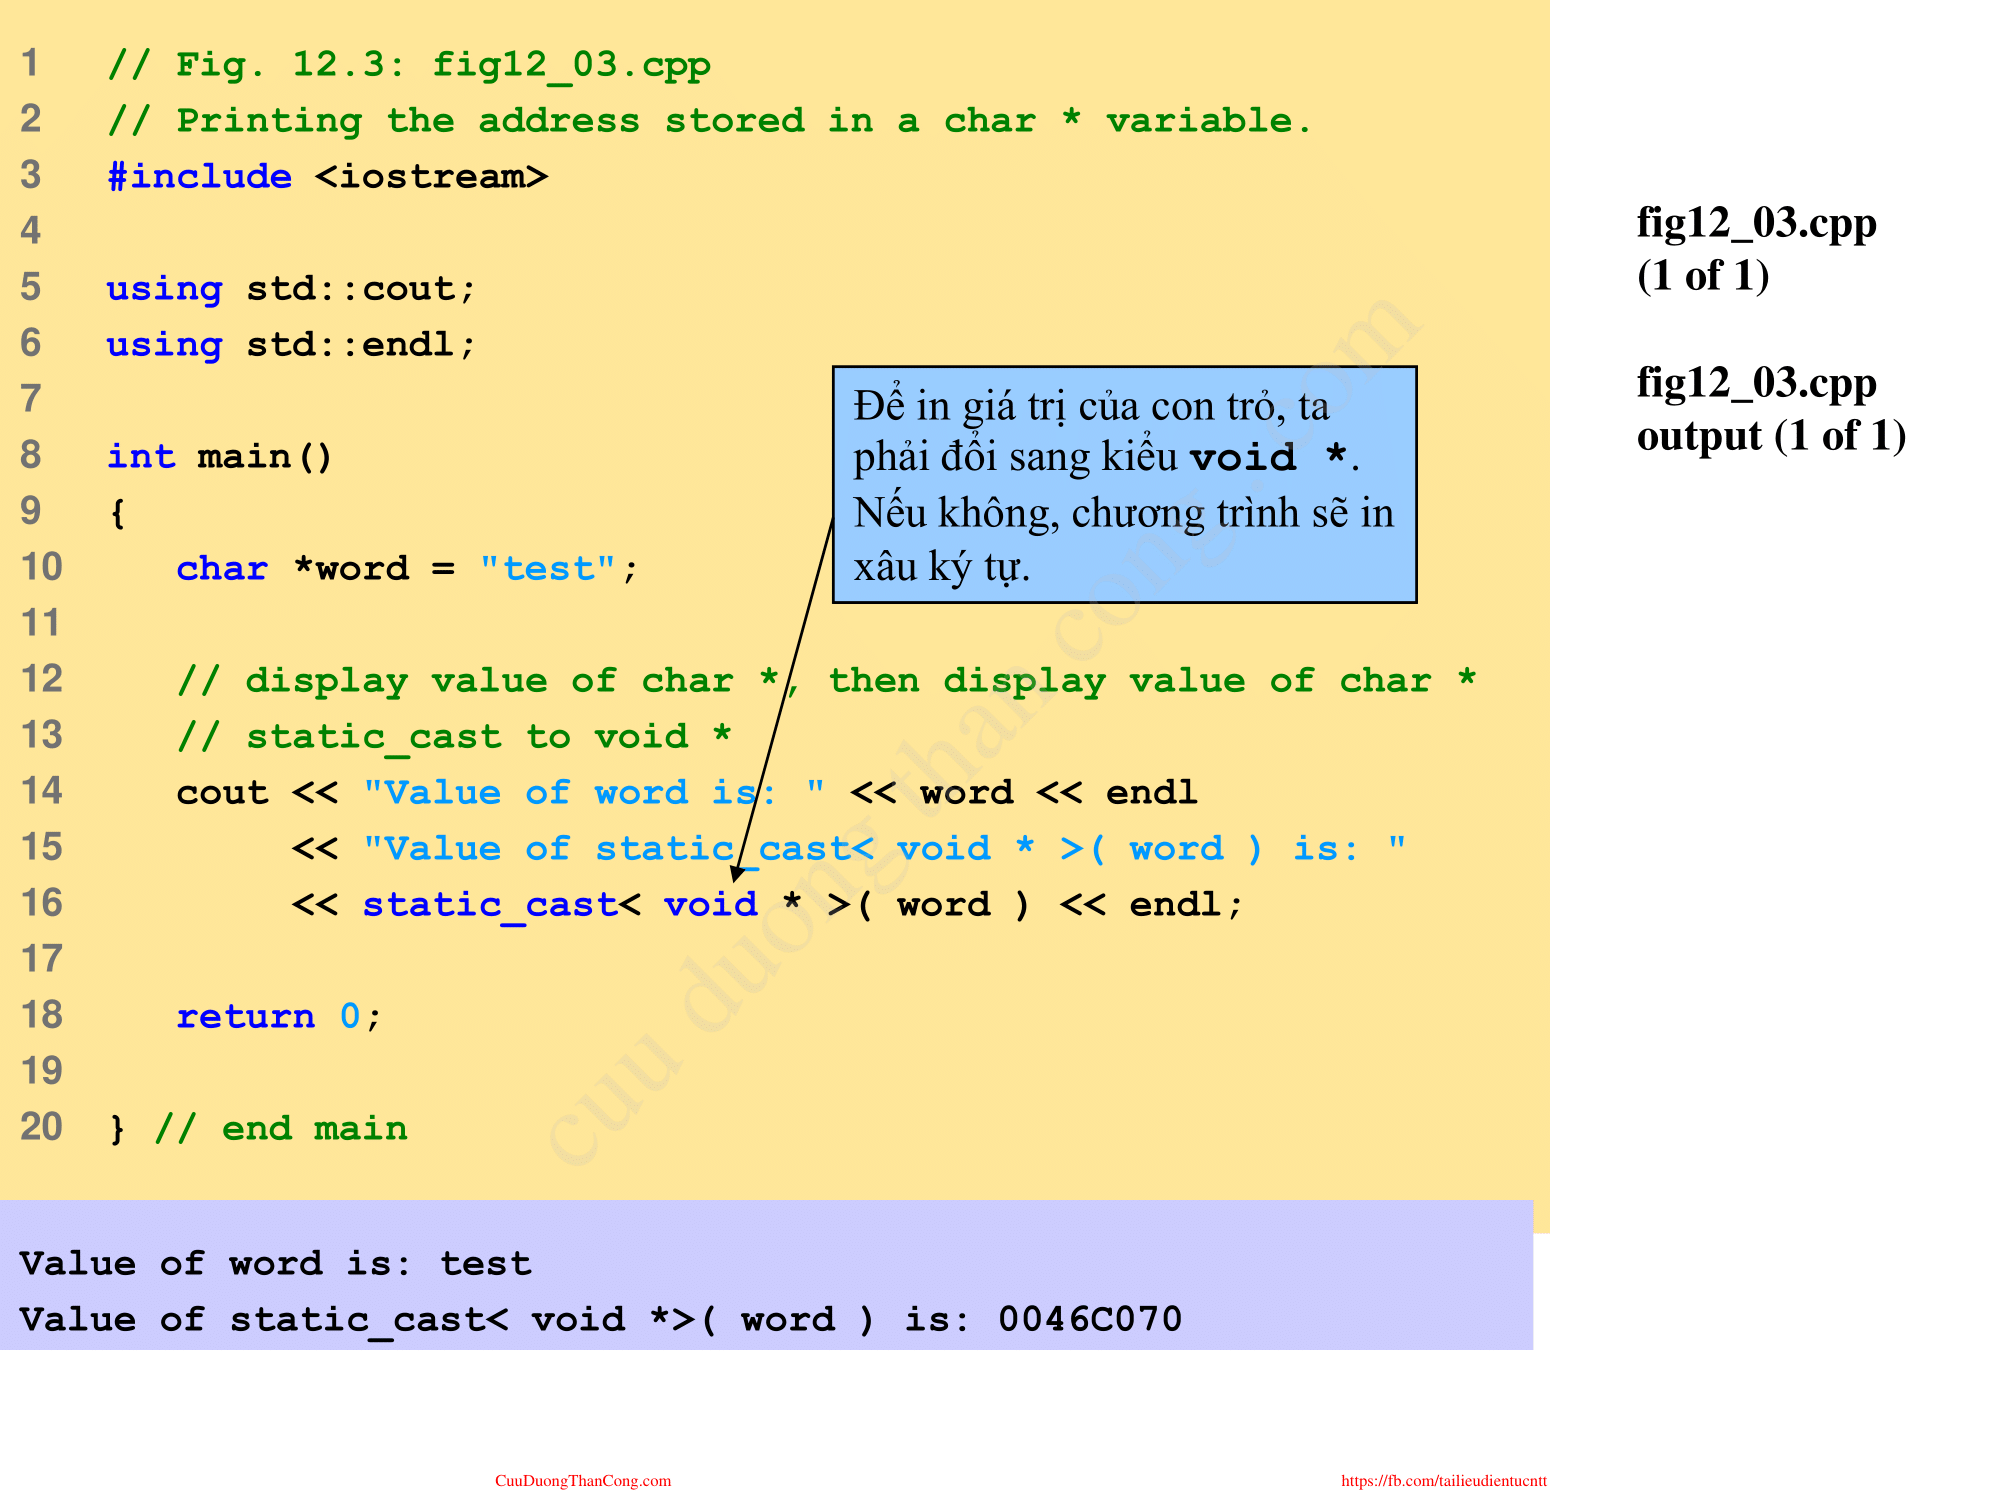 1 // Fig. 12.3: fig12_03.cpp
2 // Printing the address stored in a char * variable.
3 #include <iostream>
4
5 using std::cout;
6 using std::endl;
7
8 int main()
9 {
10 char *word = "test";
11
12 // display value of char *, then display value of char *
13 // static_cast to void *
14 cout << "Value of word is: " << word << endl
15 << "Value of static_cast< void * >( word ) is: "
16 << static_cast< void * >( word ) << endl;
17
18 return 0;
19
20 } // end main
Để in giá trị của con trỏ, ta
phải đổi sang kiểu void *.
Nếu không, chương trình sẽ in
xâu ký tự.
Value of word is: test
Value of static_cast< void *>( word ) is: 0046C070
fig12_03.cpp
(1 of 1)
fig12_03.cpp
output (1 of 1)
cuu duong than cong . com
CuuDuongThanCong.com
https://fb.com/tailieudientucntt